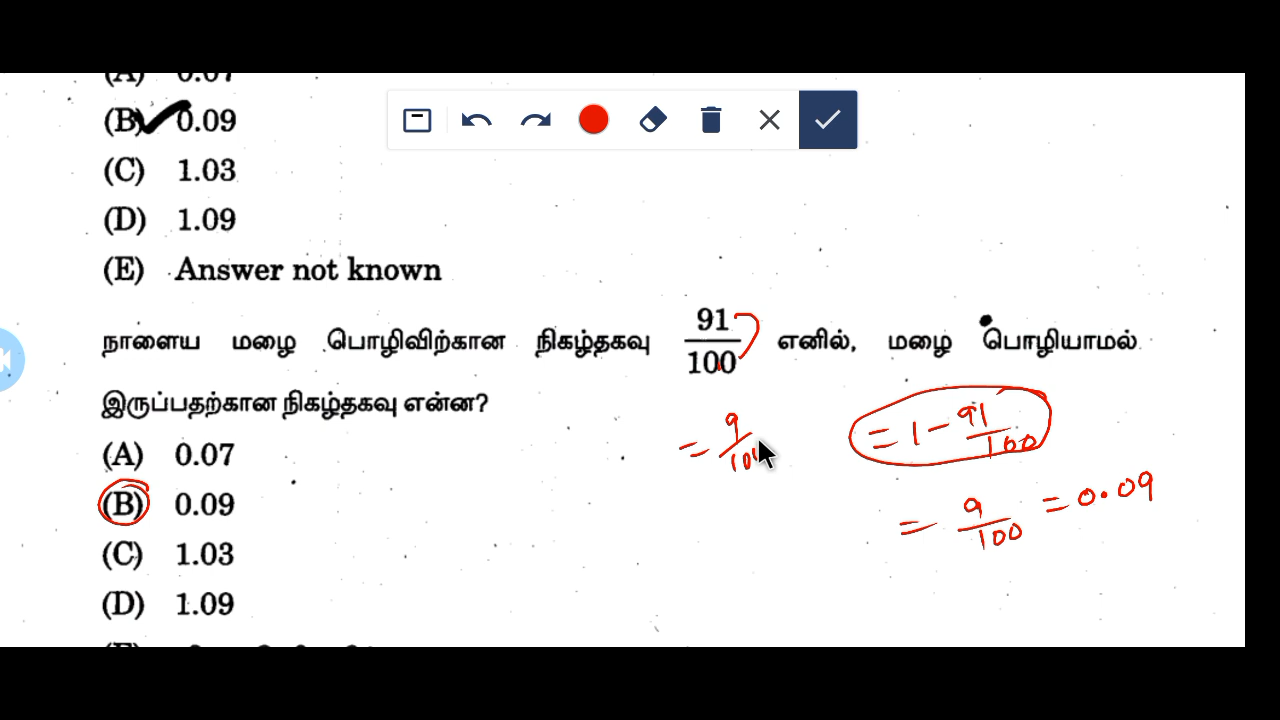 (A) 0.07
(B) 0.09
(C) 1.03
(D) 1.09
(E) Answer not known
நாளைய மழை பொழிவிற்கான நிகழ்தகவு 91/100 எனில், மழை பொழியாமல்
இருப்பதற்கான நிகழ்தகவு என்ன?
= 9/100
= 1 - 91/100
(A) 0.07
(B) 0.09
= 9/100 = 0.09
(C) 1.03
(D) 1.09